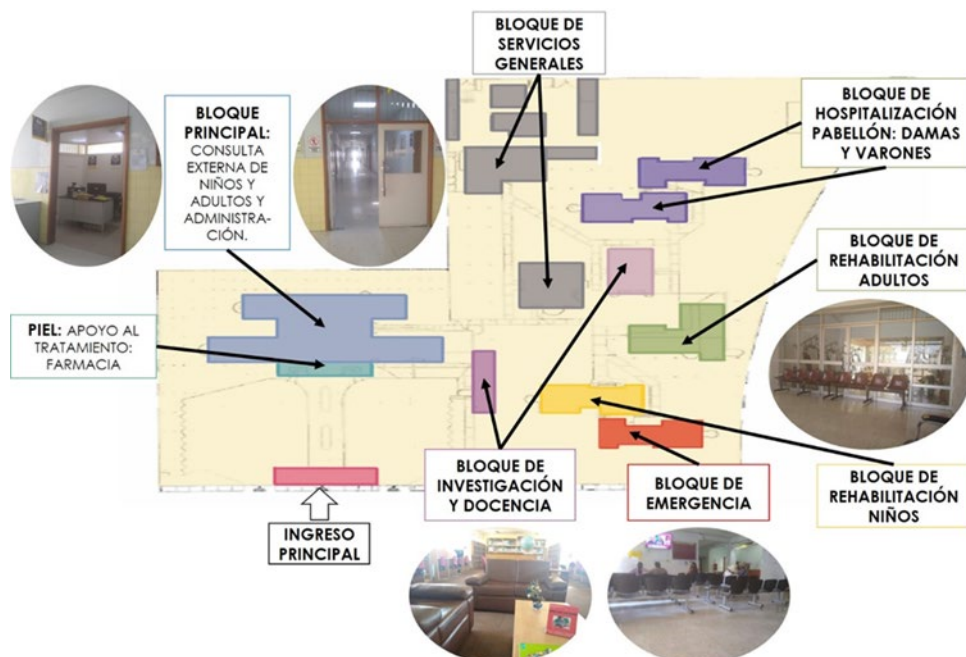 BLOQUE DE
SERVICIOS
GENERALES
BLOQUE
PRINCIPAL:
CONSULTA
EXTERNA DE
NIÑOS Y
ADULTOS Y
ADMINISTRA-
CIÓN.
BLOQUE DE
HOSPITALIZACIÓN
PABELLÓN: DAMAS
Y VARONES
BLOQUE DE
REHABILITACIÓN
ADULTOS
PIEL: APOYO AL
TRATAMIENTO:
FARMACIA
BLOQUE DE
INVESTIGACIÓN
Y DOCENCIA
BLOQUE DE
EMERGENCIA
BLOQUE DE
REHABILITACIÓN
NIÑOS
INGRESO
PRINCIPAL